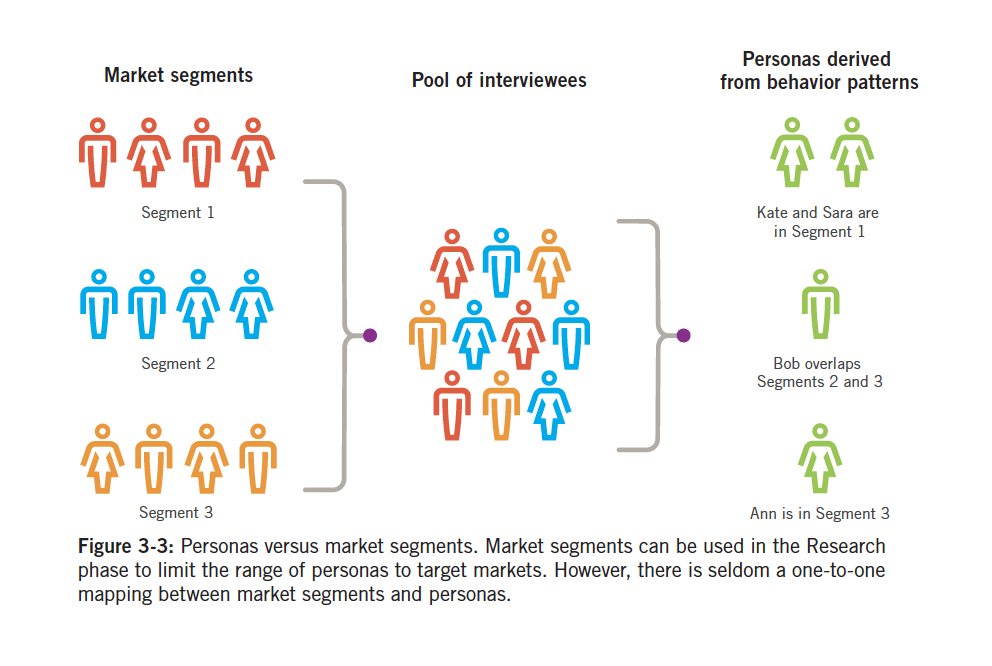 Market segments
Pool of interviewees
Personas derived
from behavior patterns
Segment 1
Kate and Sara are
in Segment 1
Segment 2
Bob overlaps
Segments 2 and 3
Segment 3
Ann is in Segment 3
Figure 3-3: Personas versus market segments. Market segments can be used in the Research
phase to limit the range of personas to target markets. However, there is seldom a one-to-one
mapping between market segments and personas.